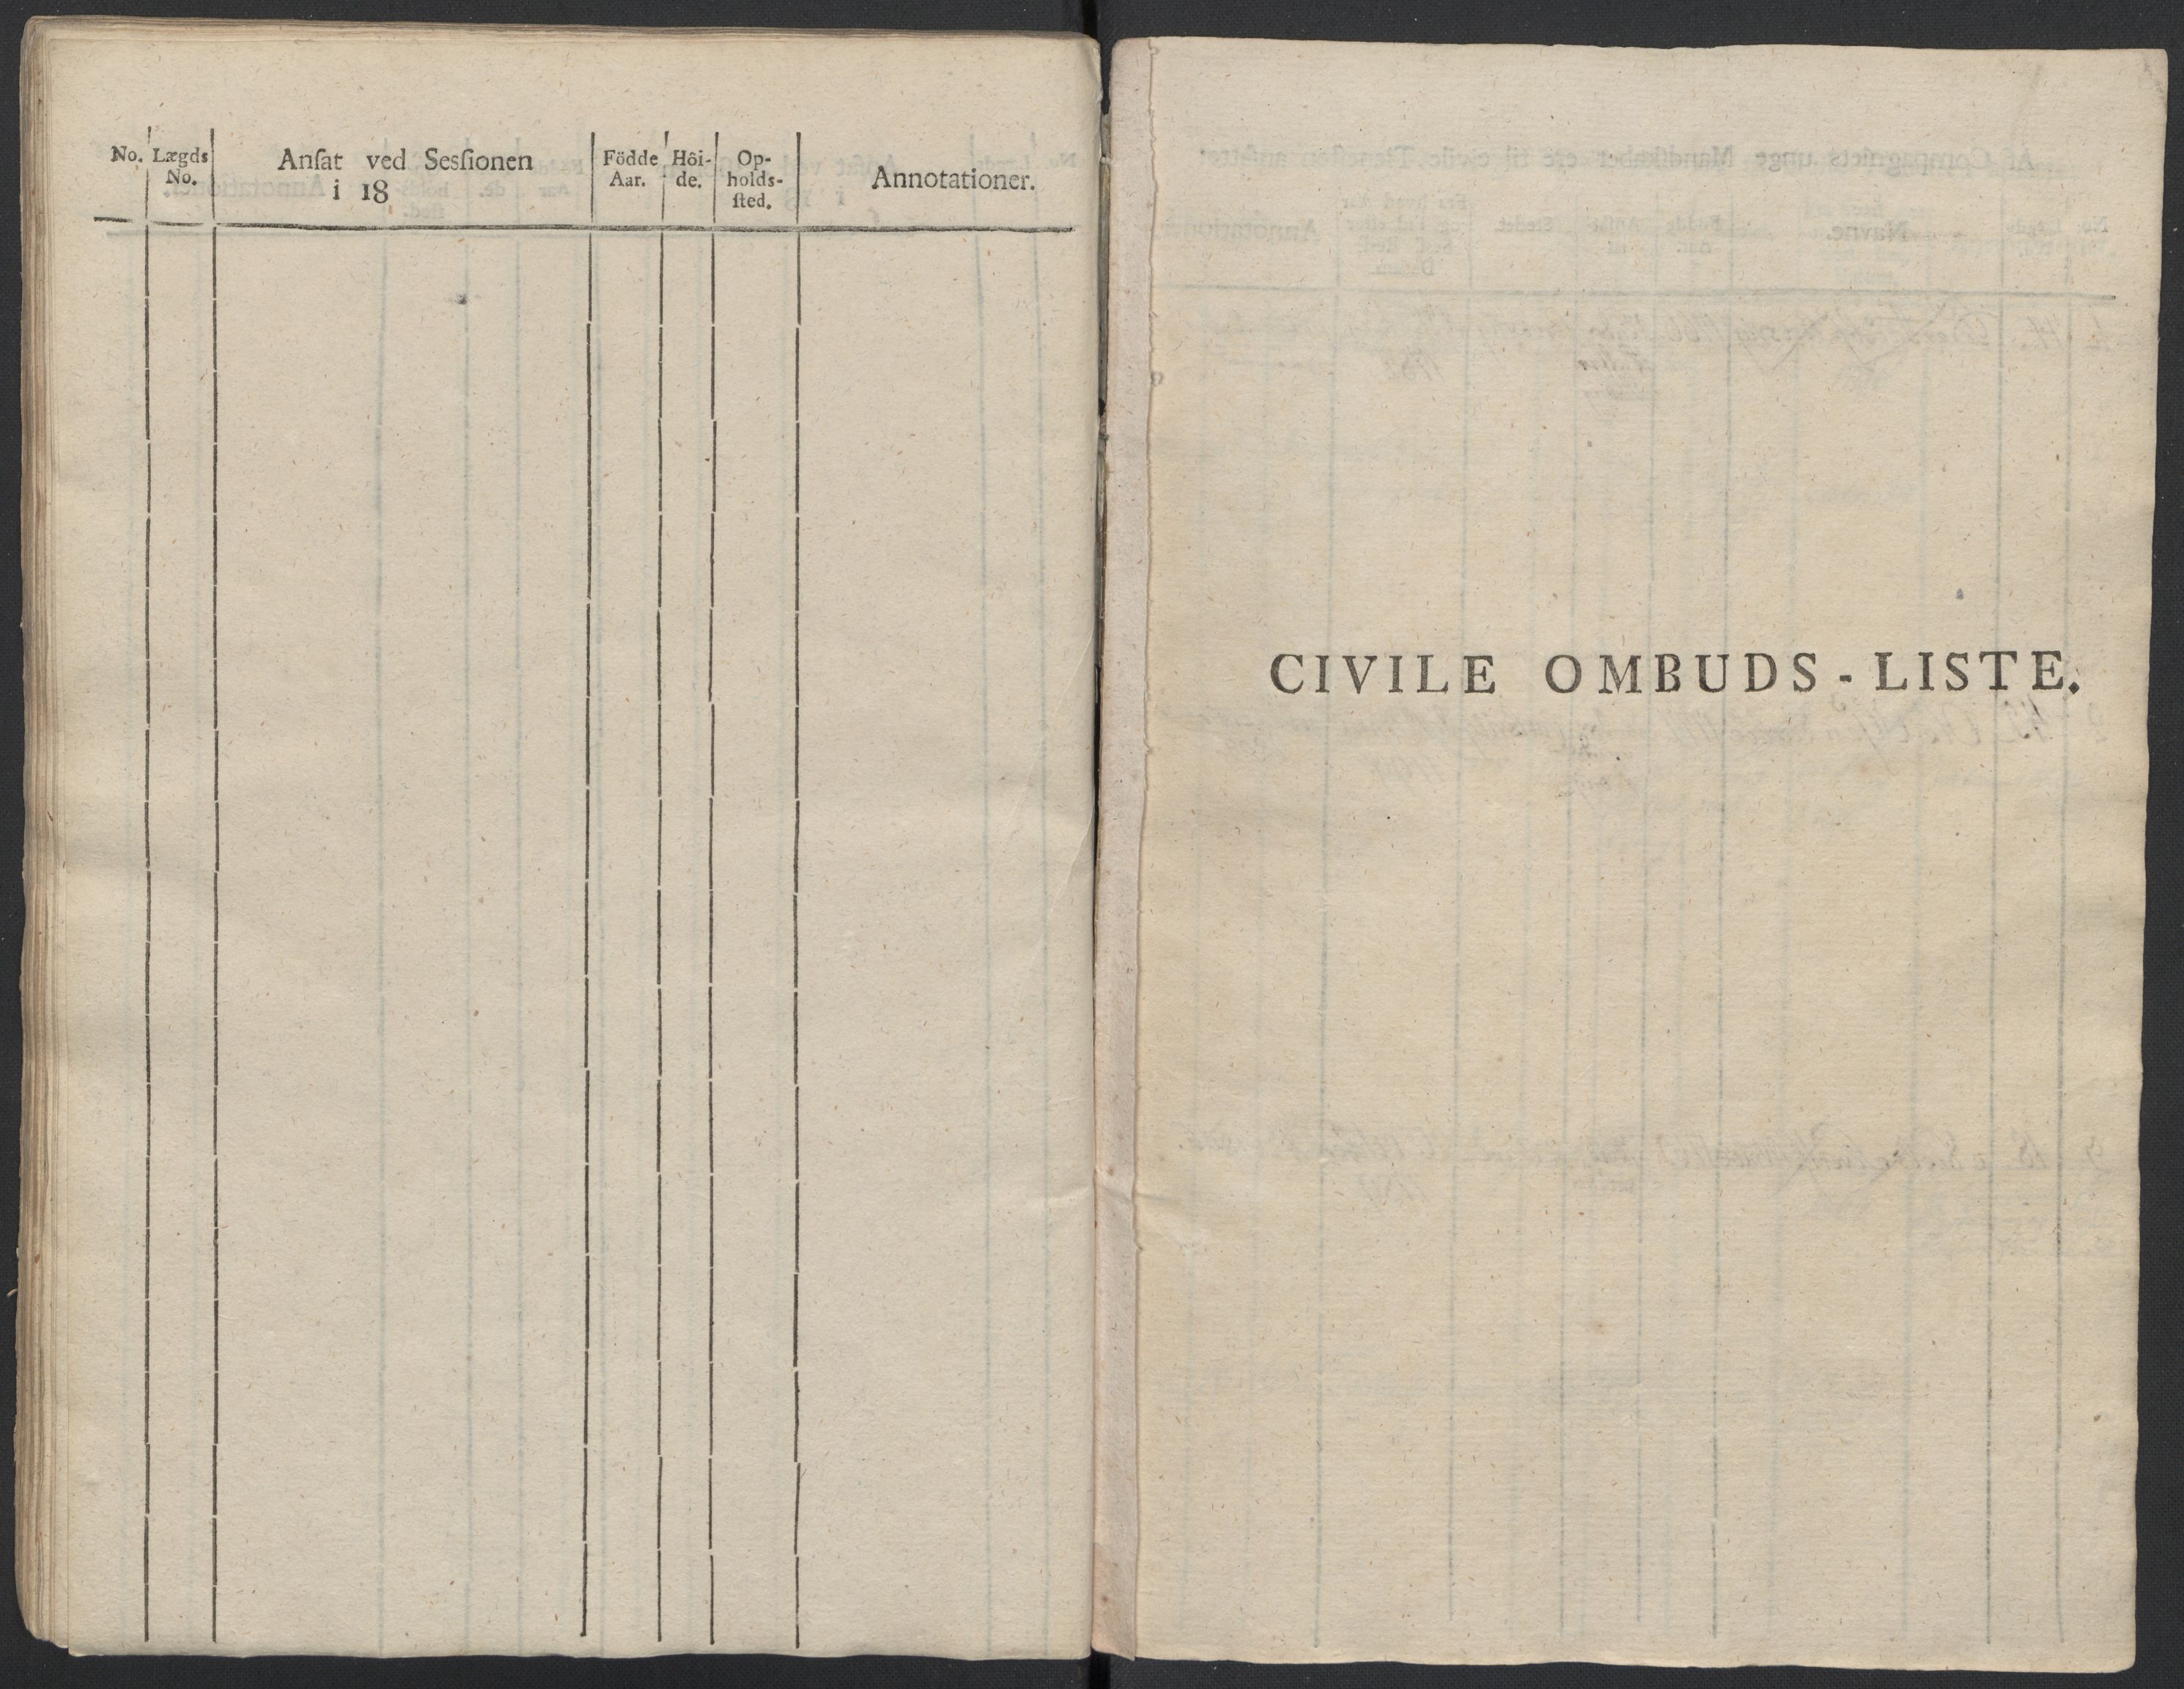 No. Lægds No. Anſat ved Sesſionen i 18 Födde Aar. Höi-de. Op-holds-ſted. Annotationer.
CIVILE OMBUDS-LISTE.